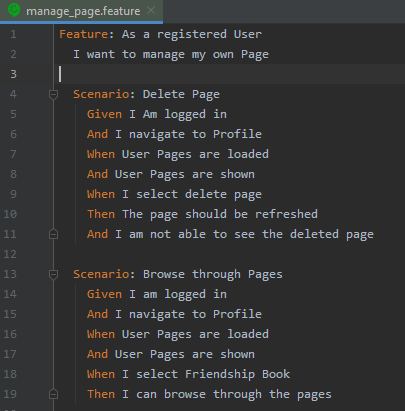 manage_page.feature
1 Feature: As a registered User
2 I want to manage my own Page
3
4 Scenario: Delete Page
5 Given I Am logged in
6 And I navigate to Profile
7 When User Pages are loaded
8 And User Pages are shown
9 When I select delete page
10 Then The page should be refreshed
11 And I am not able to see the deleted page
12
13 Scenario: Browse through Pages
14 Given I am logged in
15 And I navigate to Profile
16 When User Pages are loaded
17 And User Pages are shown
18 When I select Friendship Book
19 Then I can browse through the pages